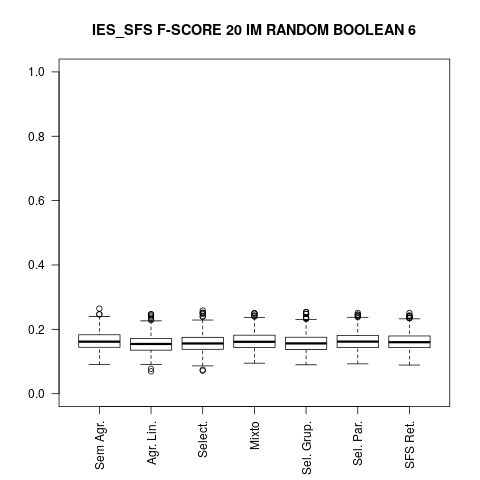 IES_SFS F-SCORE 20 IM RANDOM BOOLEAN 6
1.0
0.8
0.6
0.4
0.2
0.0
Sem Agr.
Agr. Lin.
Select.
Mixto
Sel. Grup.
Sel. Par.
SFS Ret.